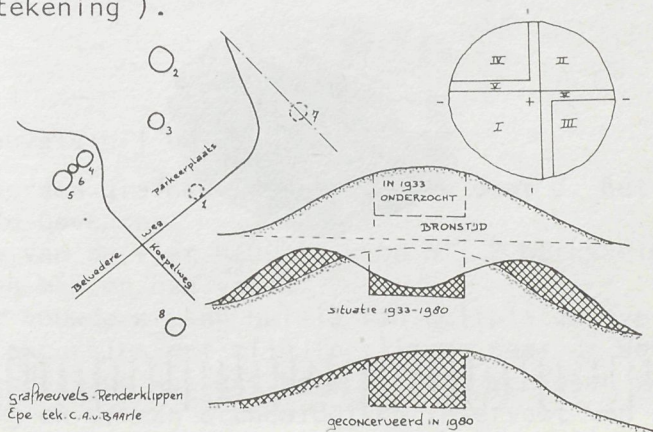 tekening ).
2
3
7
Parkeerplaats
4
6
5
1
Belvedere weg
Koepelweg
8
IV
II
V
V
I
III
IN 1933
ONDERZOCHT
BRONSTIJD
situatie 1933-1980
geconcerveerd IN 1980
grafheuvels-Renderklippen
Epe tek. C.A.v. BAArle